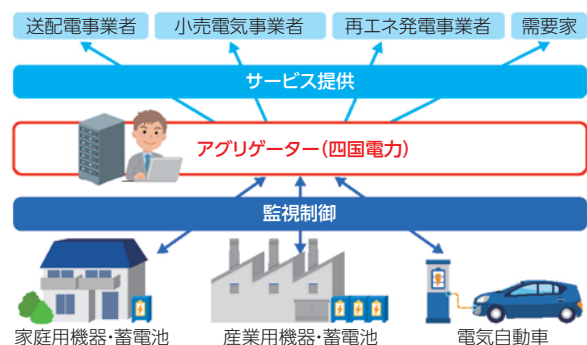 送配電事業者 小売電気事業者 再エネ発電事業者 需要家
サービス提供
アグリゲーター(四国電力)
監視制御
家庭用機器・蓄電池 産業用機器・蓄電池 電気自動車